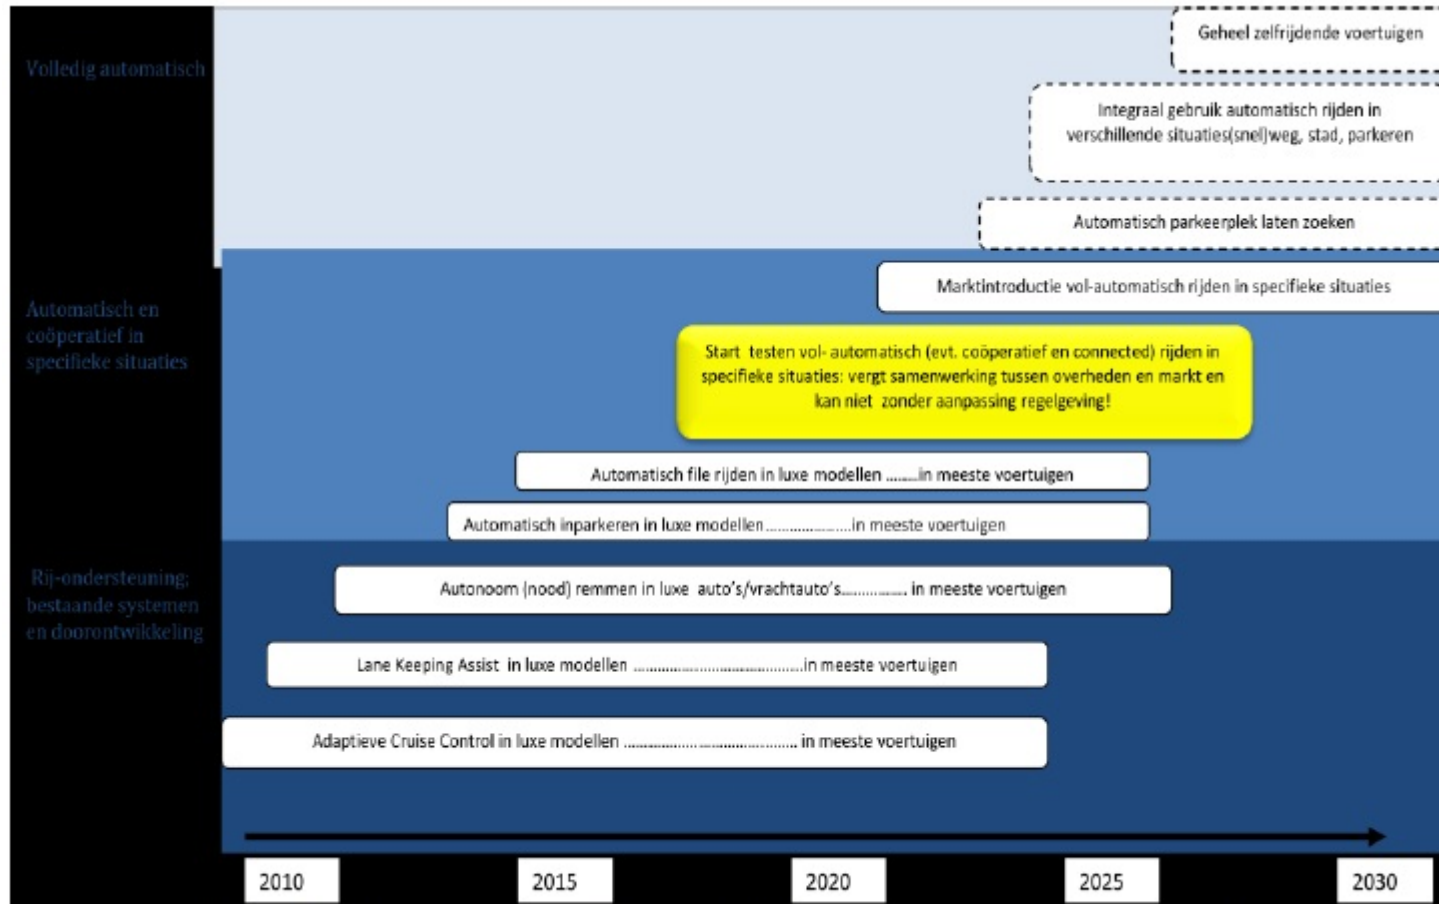 Volledig automatisch
Geheel zelfrijdende voertuigen
Integraal gebruik automatisch rijden in
verschillende situaties(snel)weg, stad, parkeren
Automatisch parkeerplek laten zoeken
Automatisch en
coöperatief in
specifieke situaties
Marktintroductie vol-automatisch rijden in specifieke situaties
Start testen vol- automatisch (evt. coöperatief en connected) rijden in
specifieke situaties: vergt samenwerking tussen overheden en markt en
kan niet zonder aanpassing regelgeving!
Automatisch file rijden in luxe modellen ........in meeste voertuigen
Automatisch inparkeren in luxe modellen......................in meeste voertuigen
Rij-ondersteuning;
bestaande systemen
en doorontwikkeling
Autonoom (nood) remmen in luxe auto's/vrachtauto's................. in meeste voertuigen
Lane Keeping Assist in luxe modellen ...........................................in meeste voertuigen
Adaptieve Cruise Control in luxe modellen ............................................ in meeste voertuigen
2010 2015 2020 2025 2030